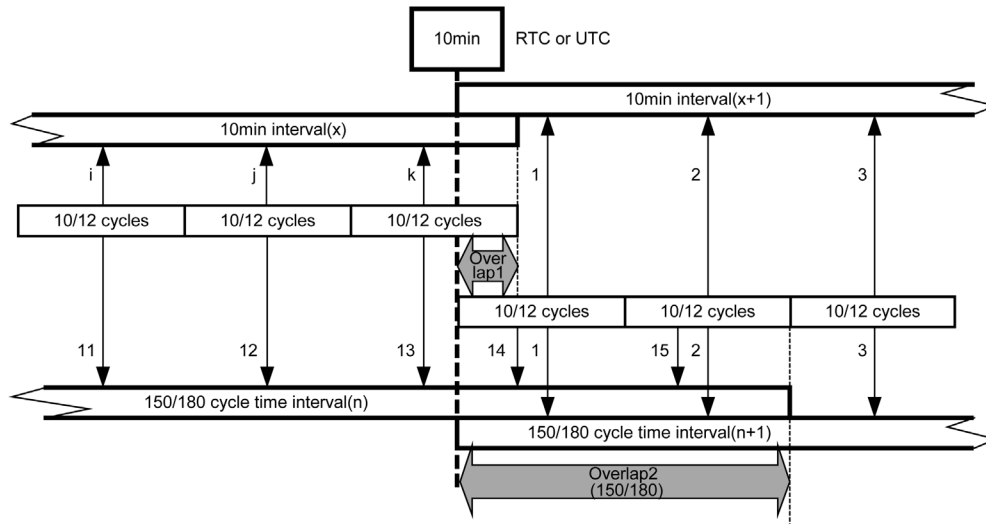 10min RTC or UTC
10min interval(x+1)
10min interval(x)
i j k 1 2 3
10/12 cycles 10/12 cycles 10/12 cycles
Over
lap1
10/12 cycles 10/12 cycles 10/12 cycles
11 12 13 14 1 15 2 3
150/180 cycle time interval(n)
150/180 cycle time interval(n+1)
Overlap2
(150/180)